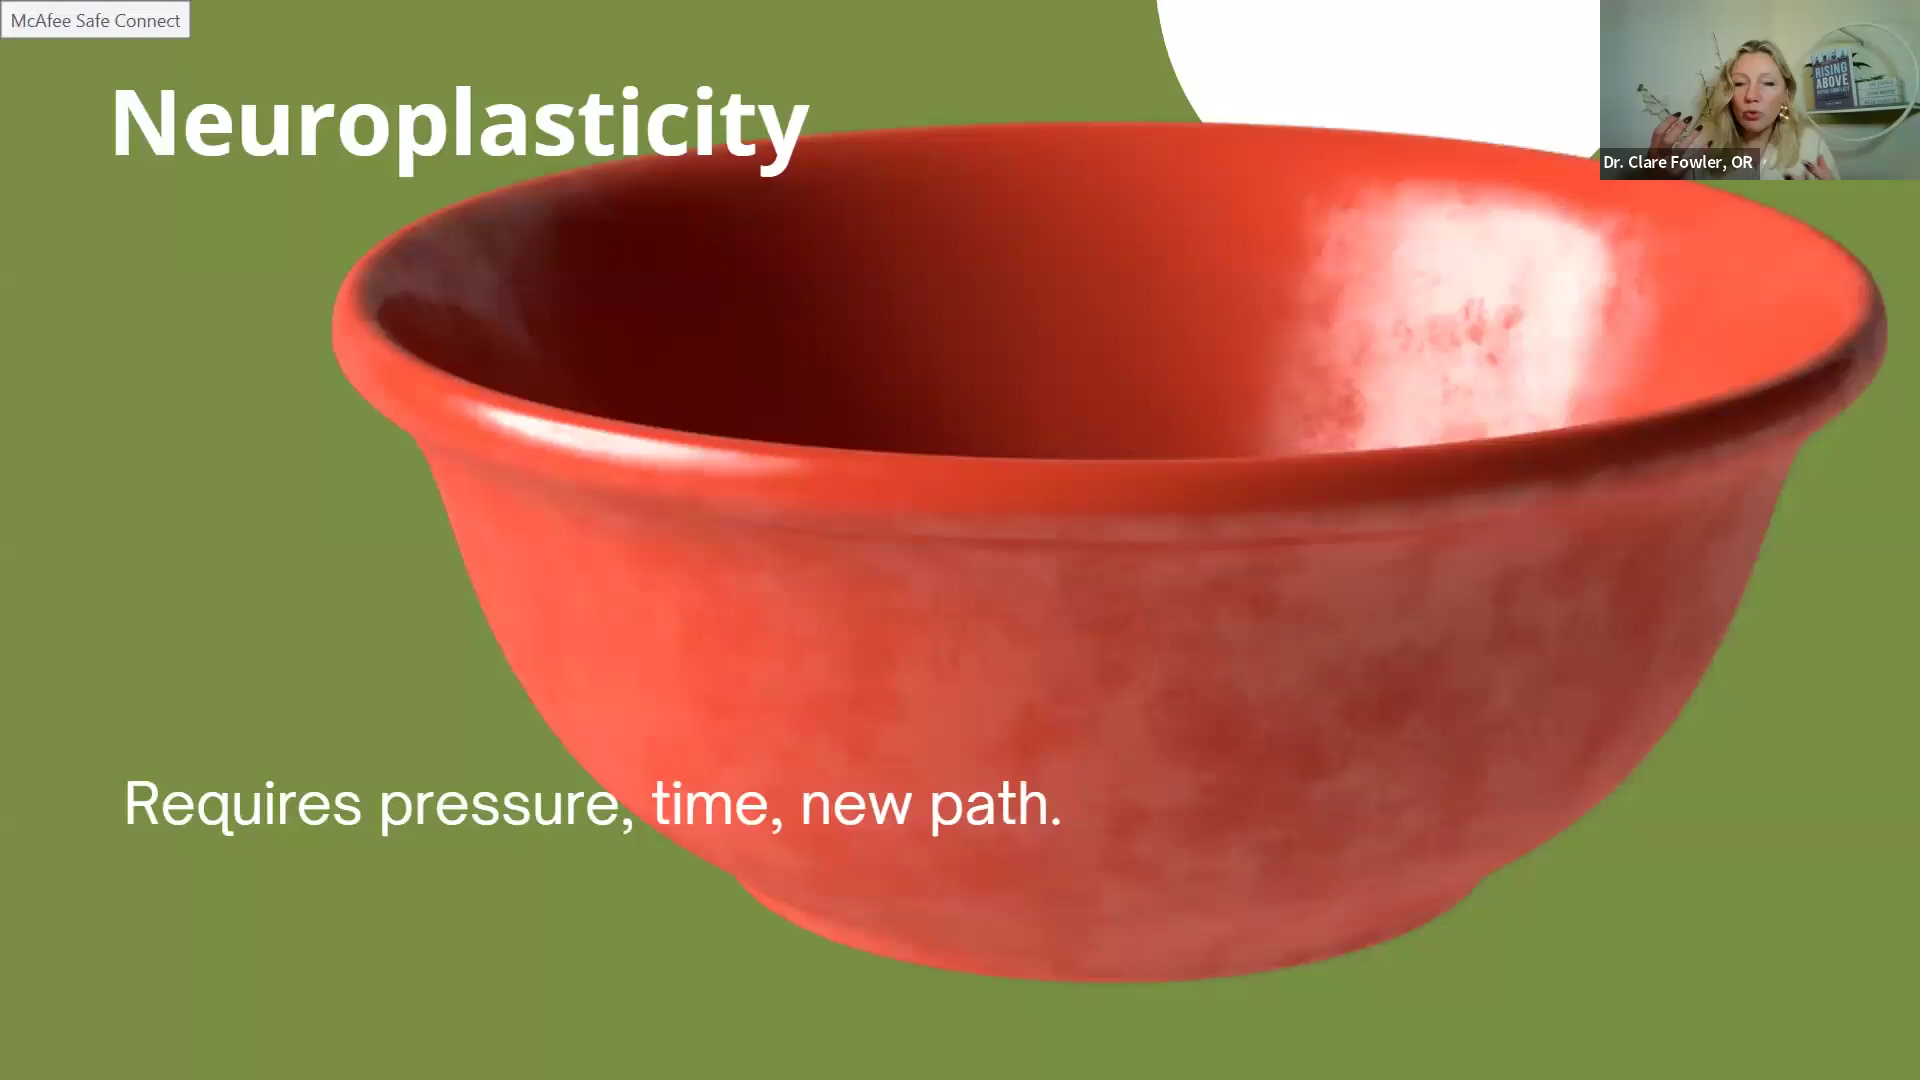 McAfee Safe Connect
Neuroplasticity
RISING
ABOVE
Dr. Clare Fowler, OR
Requires pressure, time, new path.